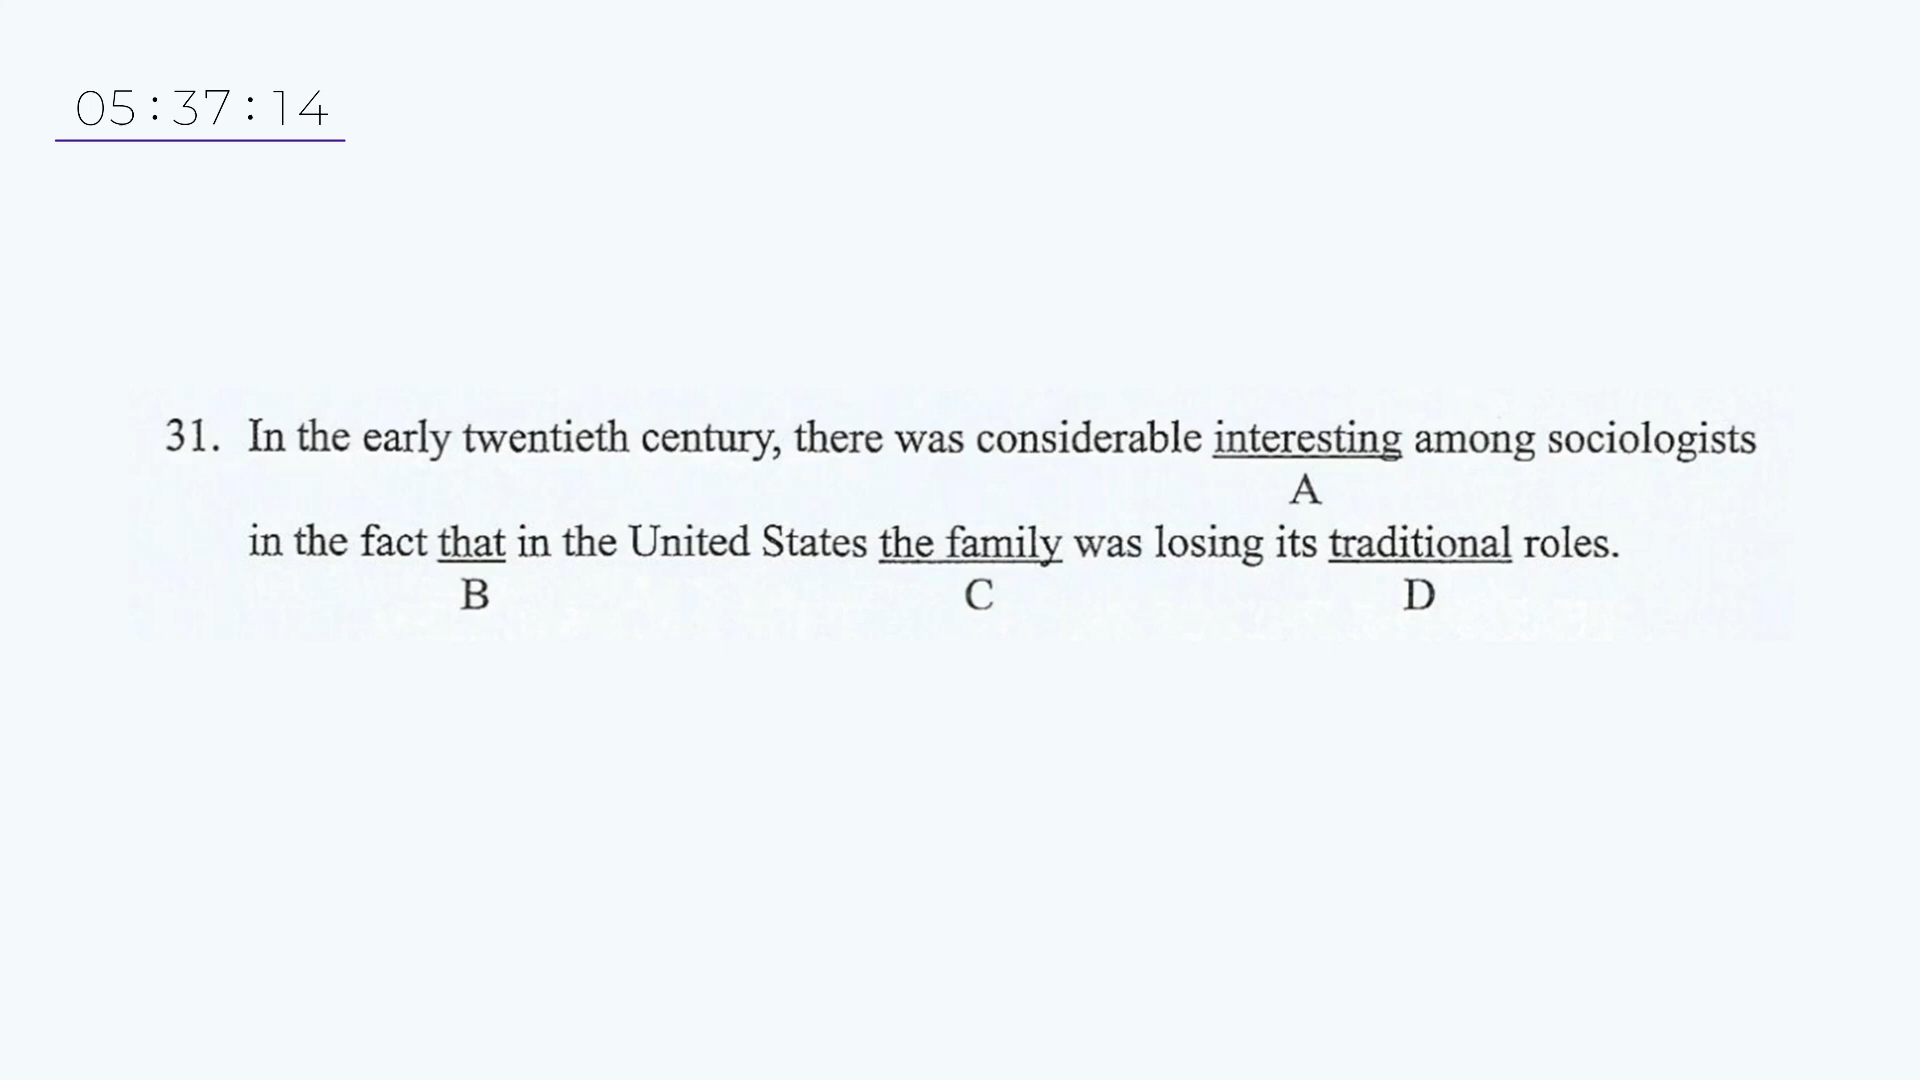 05:37:14
31. In the early twentieth century, there was considerable interesting among sociologists
A
in the fact that in the United States the family was losing its traditional roles.
B C D